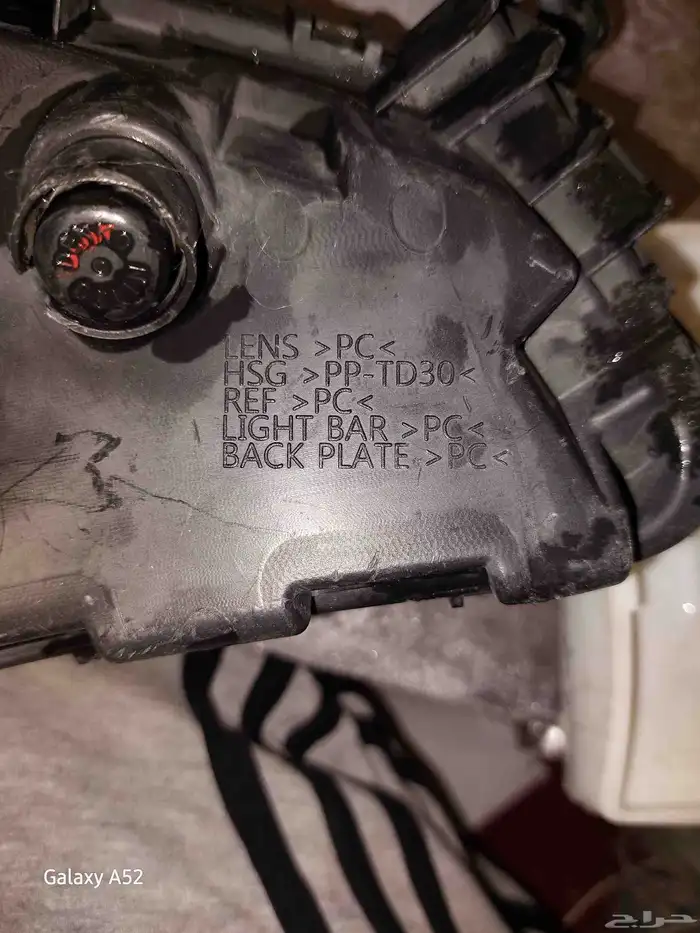 LENS >PC<
HSG >PP-TD30<
REF >PC<
LIGHT BAR >PC<
BACK PLATE >PC<
Galaxy A52
حراج